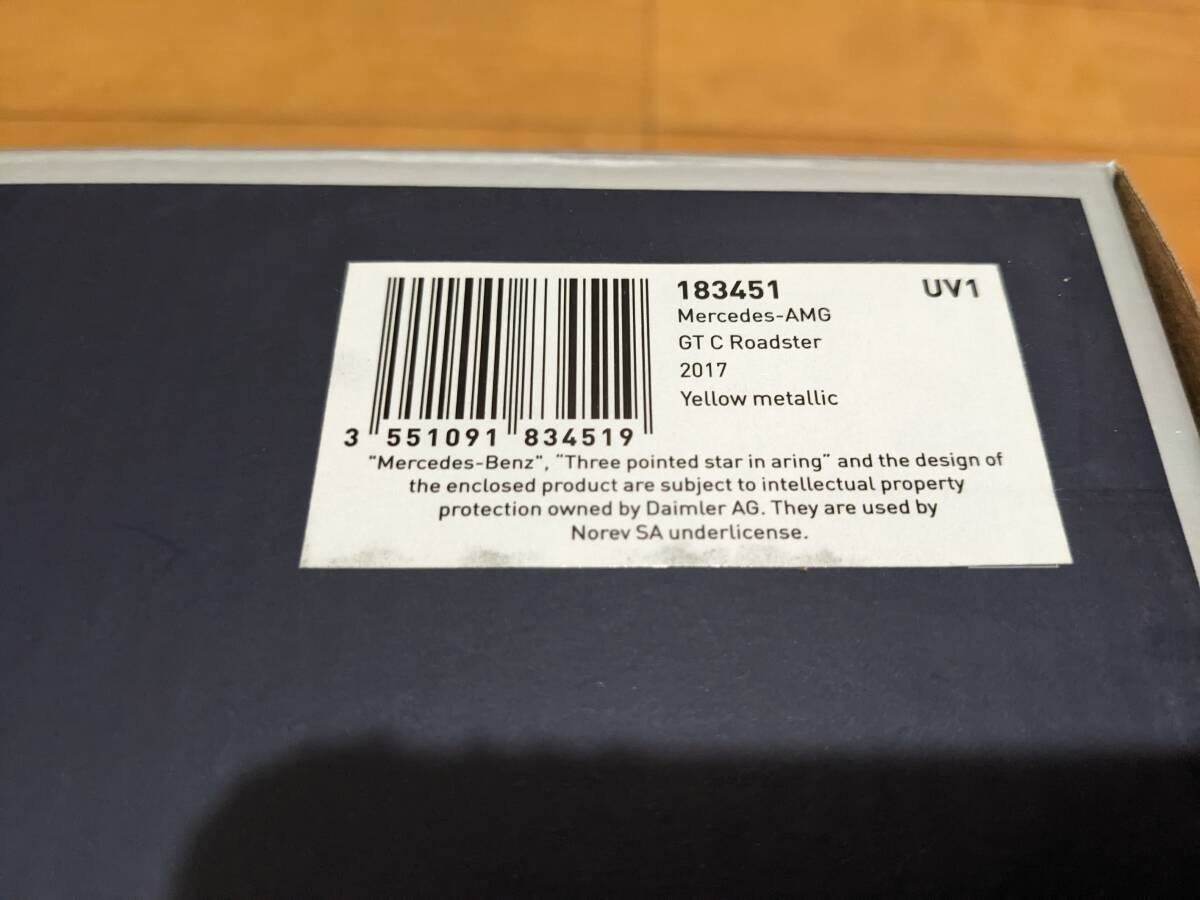 183451
UV1
Mercedes-AMG
GT C Roadster
2017
Yellow metallic
3 551091 834519
"Mercedes-Benz", "Three pointed star in aring" and the design of
the enclosed product are subject to intellectual property
protection owned by Daimler AG. They are used by
Norev SA underlicense.